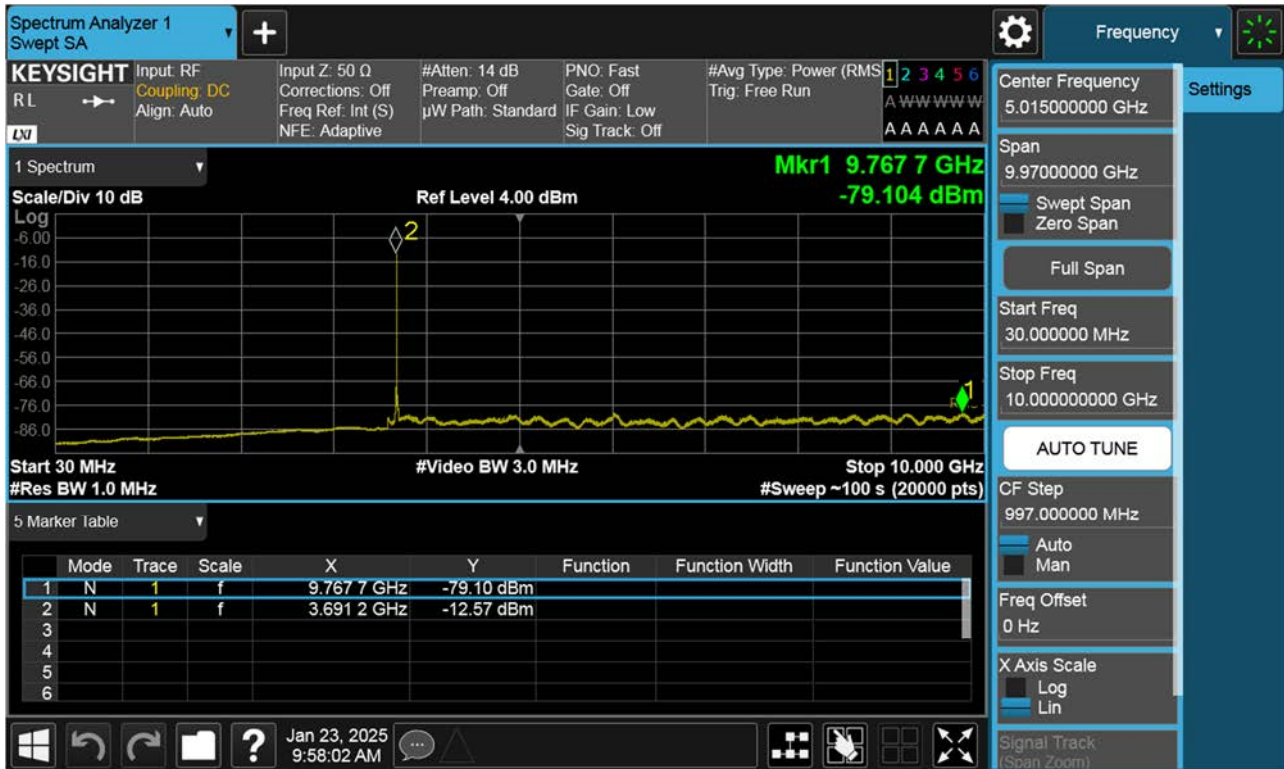 Spectrum Analyzer 1
Swept SA
Frequency
KEYSIGHT
RL
LXI
Input: RF
Coupling: DC
Align: Auto
Input Z: 50 Ω
Corrections: Off
Freq Ref: Int (S)
NFE: Adaptive
#Atten: 14 dB
Preamp: Off
µW Path: Standard
PNO: Fast
Gate: Off
IF Gain: Low
Sig Track: Off
#Avg Type: Power (RMS
Trig: Free Run
1 2 3 4 5 6
A W W W W W
A A A A A A
1 Spectrum
Scale/Div 10 dB
Ref Level 4.00 dBm
Mkr1 9.767 7 GHz
-79.104 dBm
Log
-6.00
-16.0
-26.0
-36.0
-46.0
-56.0
-66.0
-76.0
-86.0
2
1
Start 30 MHz
#Video BW 3.0 MHz
Stop 10.000 GHz
#Res BW 1.0 MHz
#Sweep ~100 s (20000 pts)
5 Marker Table
Mode Trace Scale X Y Function Function Width Function Value
1 N 1 f 9.767 7 GHz -79.10 dBm
2 N 1 f 3.691 2 GHz -12.57 dBm
3
4
5
6
Jan 23, 2025
9:58:02 AM
Settings
Center Frequency
5.015000000 GHz
Span
9.97000000 GHz
Swept Span
Zero Span
Full Span
Start Freq
30.000000 MHz
Stop Freq
10.000000000 GHz
AUTO TUNE
CF Step
997.000000 MHz
Auto
Man
Freq Offset
0 Hz
X Axis Scale
Log
Lin
Signal Track
(Span Zoom)